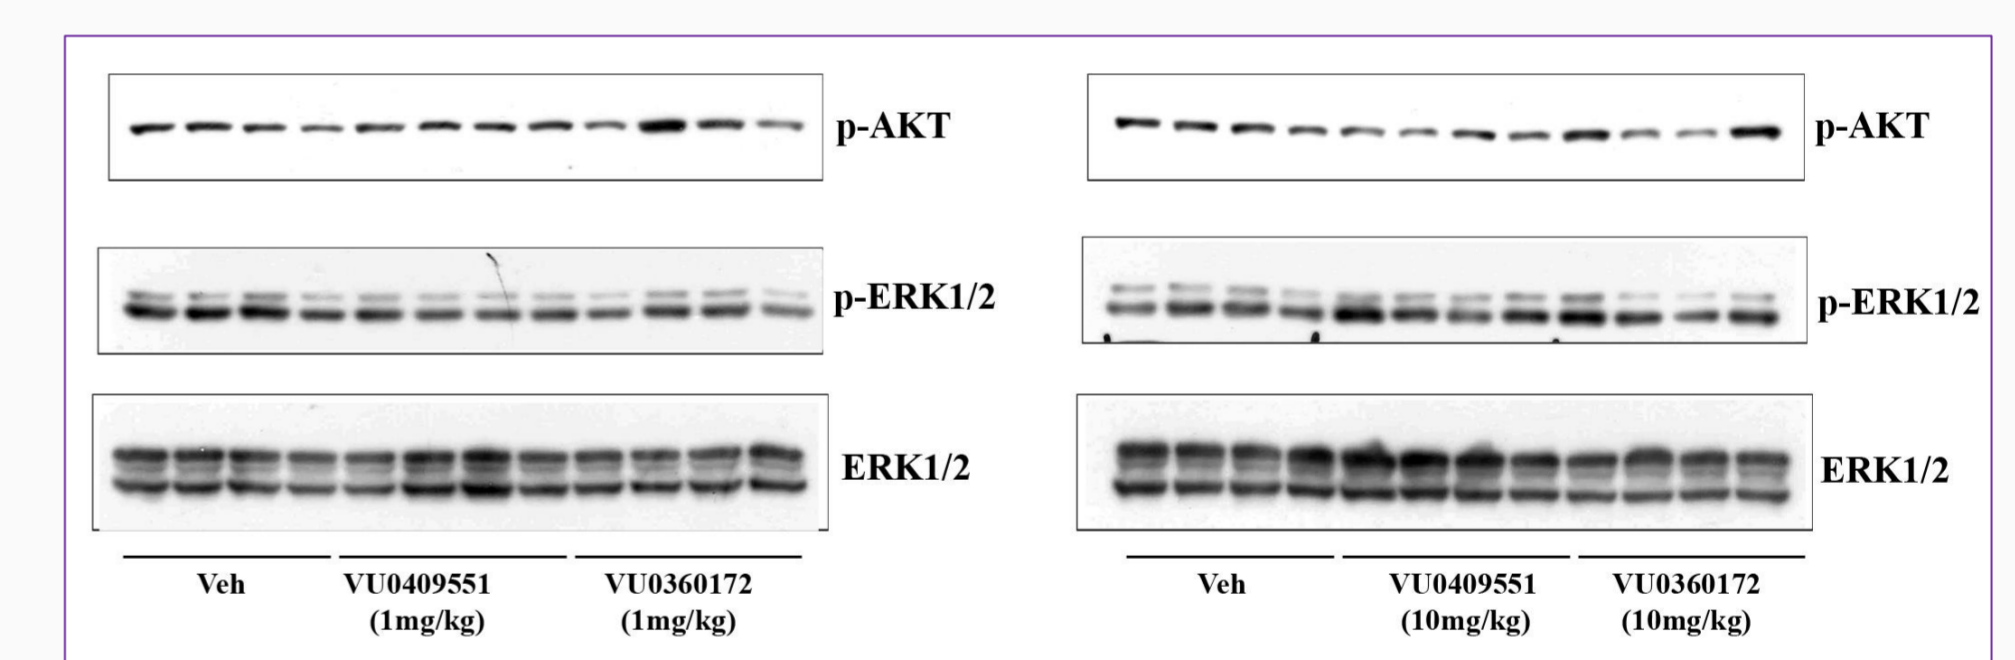 p-AKT
p-ERK1/2
ERK1/2
Veh
VU0409551
(1mg/kg)
VU0360172
(1mg/kg)
p-AKT
p-ERK1/2
ERK1/2
Veh
VU0409551
(10mg/kg)
VU0360172
(10mg/kg)